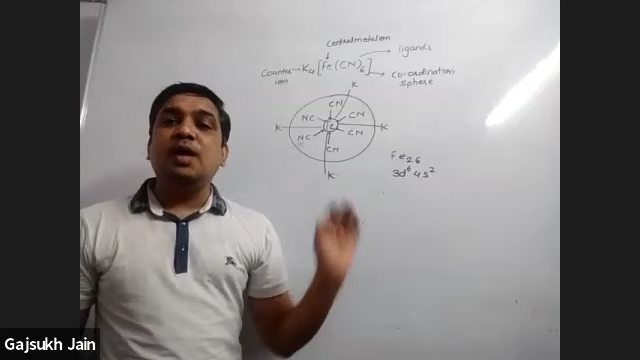 central metal ion
ligands
Counter ion → K4[Fe(CN)6]
co-ordination sphere
K
CN
NC CN
K Fe K
NC CN
CN
K
Fe26
3d6 4s2
Gajsukh Jain